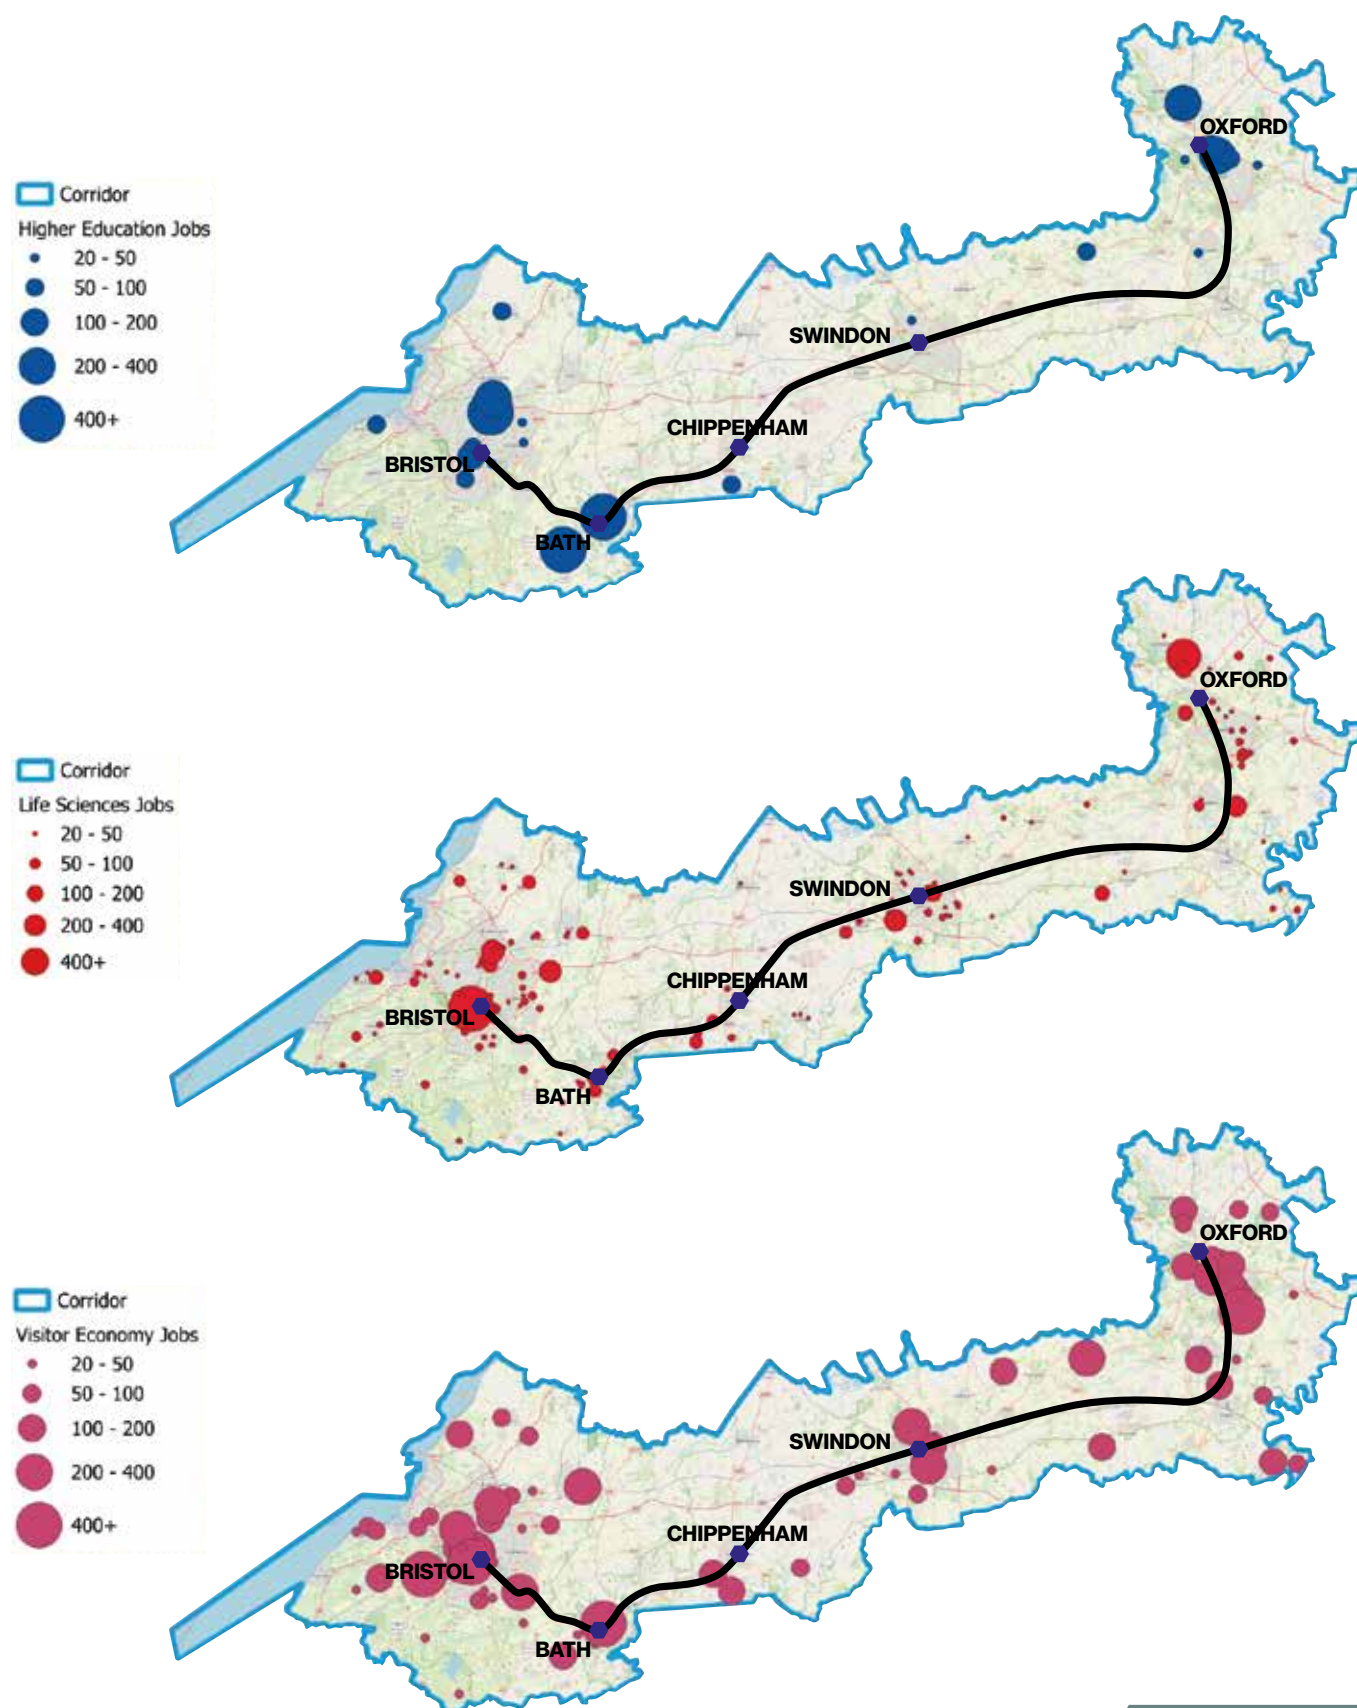 OXFORD
Corridor
Higher Education Jobs
20 - 50
50 - 100
100 - 200
200 - 400
400+
SWINDON
CHIPPENHAM
BRISTOL
BATH
OXFORD
Corridor
Life Sciences Jobs
20 - 50
50 - 100
100 - 200
200 - 400
400+
SWINDON
CHIPPENHAM
BRISTOL
BATH
OXFORD
Corridor
Visitor Economy Jobs
20 - 50
50 - 100
100 - 200
200 - 400
400+
SWINDON
CHIPPENHAM
BRISTOL
BATH